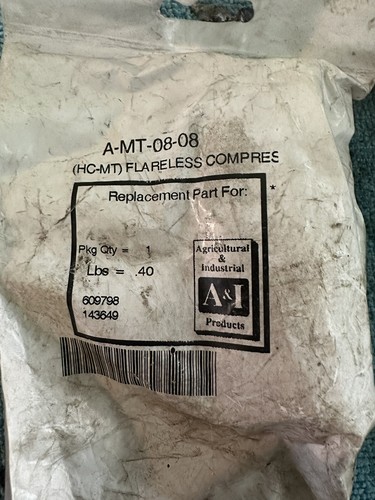 A-MT-08-08
(HC-MT) FLARELESS COMPRES
Replacement Part For: *
Pkg Qty = 1
Lbs = .40
609798
143649
Agricultural
&
Industrial
A&I
Products